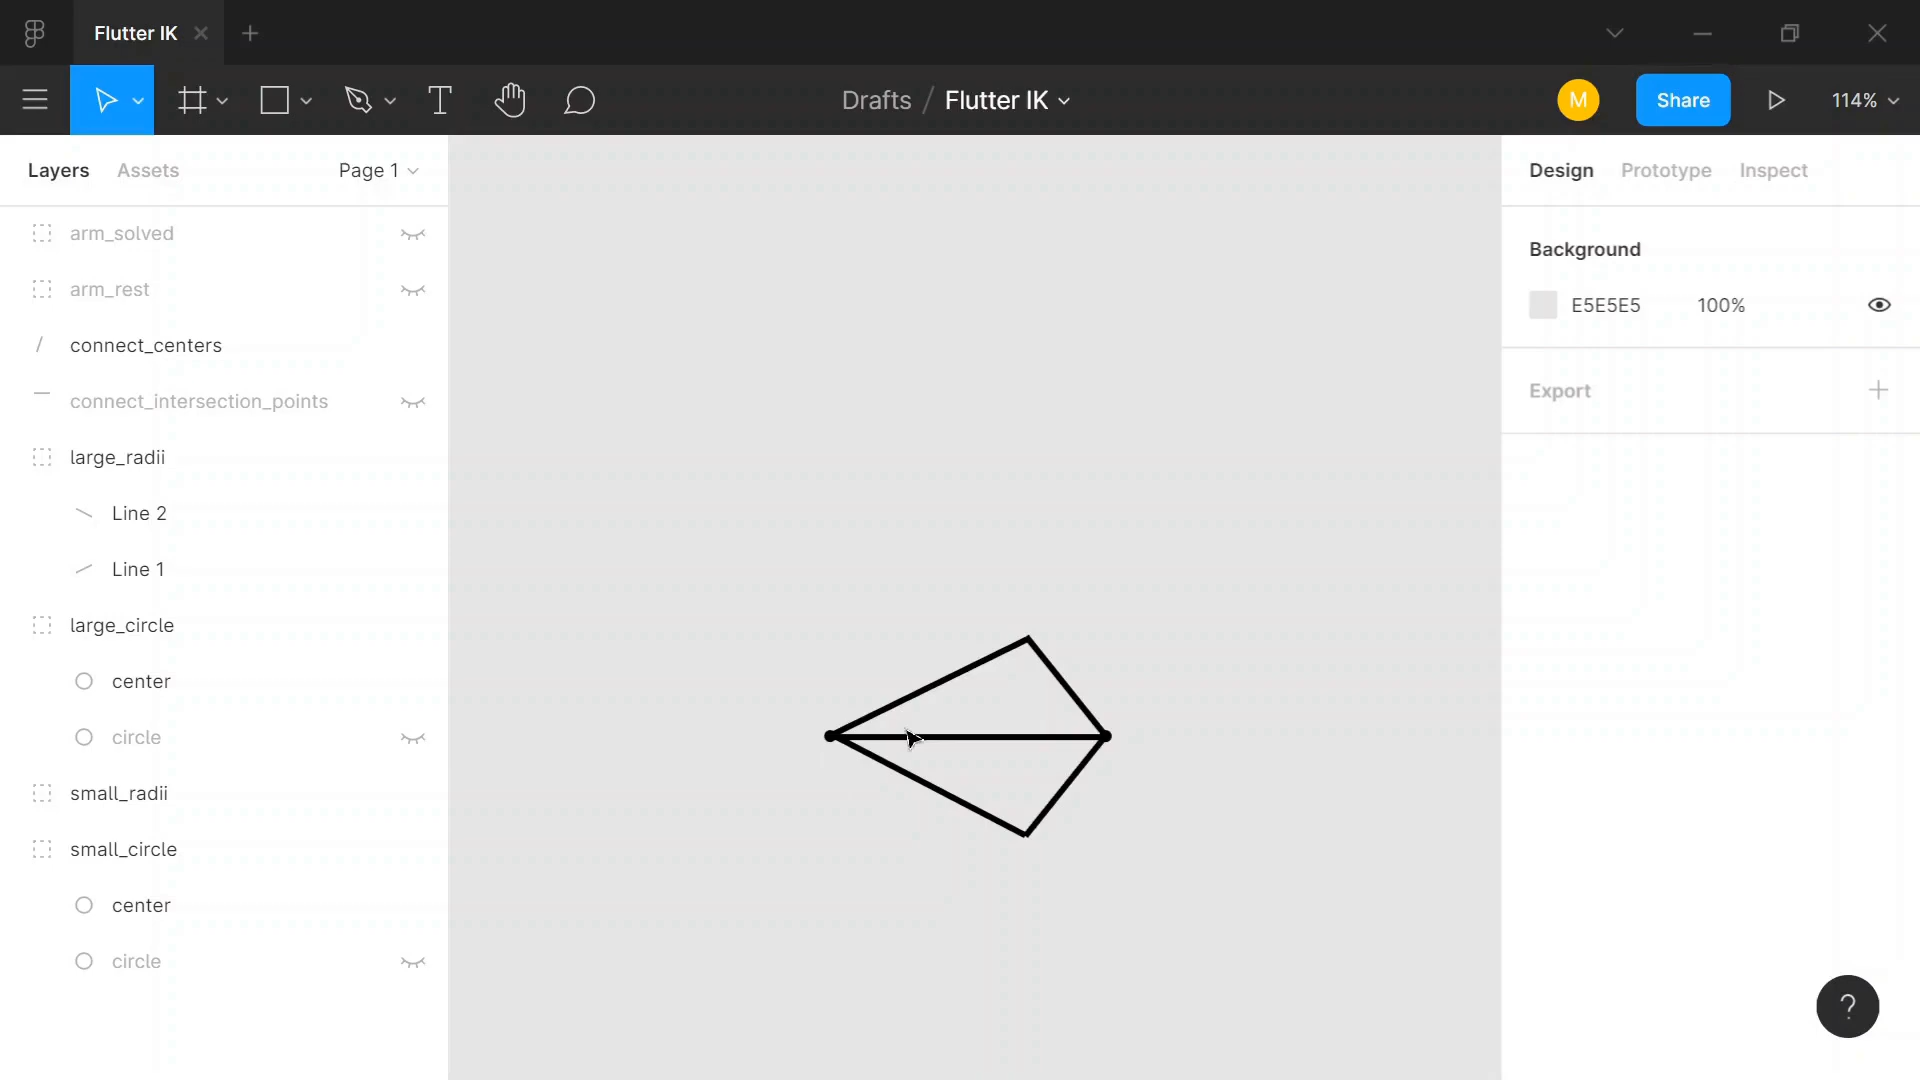 Flutter IK
Drafts / Flutter IK
M
Share
114%
Layers
Assets
Page 1
Design
Prototype
Inspect
arm_solved
arm_rest
connect_centers
connect_intersection_points
large_radii
Line 2
Line 1
large_circle
center
circle
small_radii
small_circle
center
circle
Background
E5E5E5 100%
Export
?